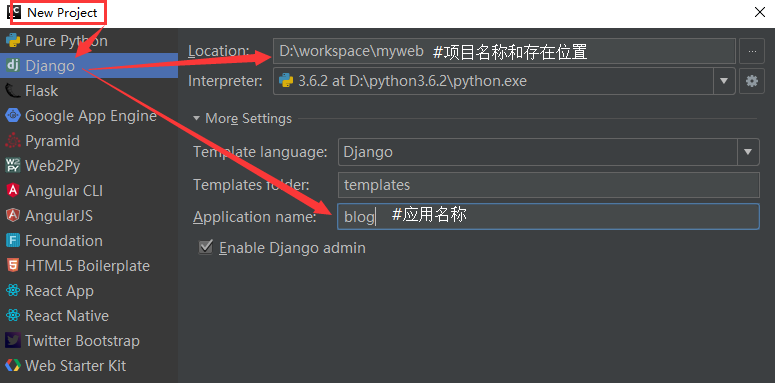 New Project
Pure Python
Django
Flask
Google App Engine
Pyramid
Web2Py
Angular CLI
AngularJS
Foundation
HTML5 Boilerplate
React App
React Native
Twitter Bootstrap
Web Starter Kit
Location: D:\workspace\myweb #项目名称和存在位置 ...
Interpreter: 3.6.2 at D:\python3.6.2\python.exe
More Settings
Template language: Django
Templates folder: templates
Application name: blog #应用名称
Enable Django admin